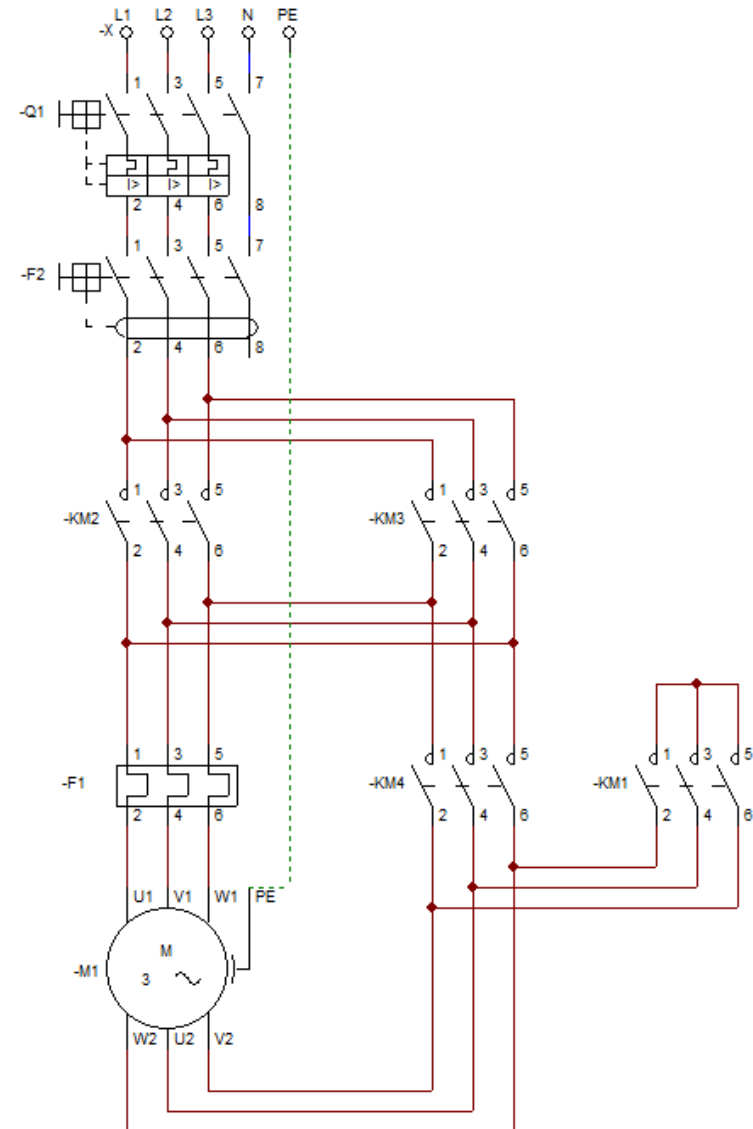 L1 L2 L3 N PE
-X
1 3 5 7
-Q1
I> I> I>
2 4 6 8
1 3 5 7
-F2
2 4 6 8
1 3 5 1 3 5
-KM2 -KM3
2 4 6 2 4 6
1 3 5 1 3 5 1 3 5
-F1 -KM4 -KM1
2 4 6 2 4 6 2 4 6
U1 V1 W1 PE
M
-M1 3
W2 U2 V2